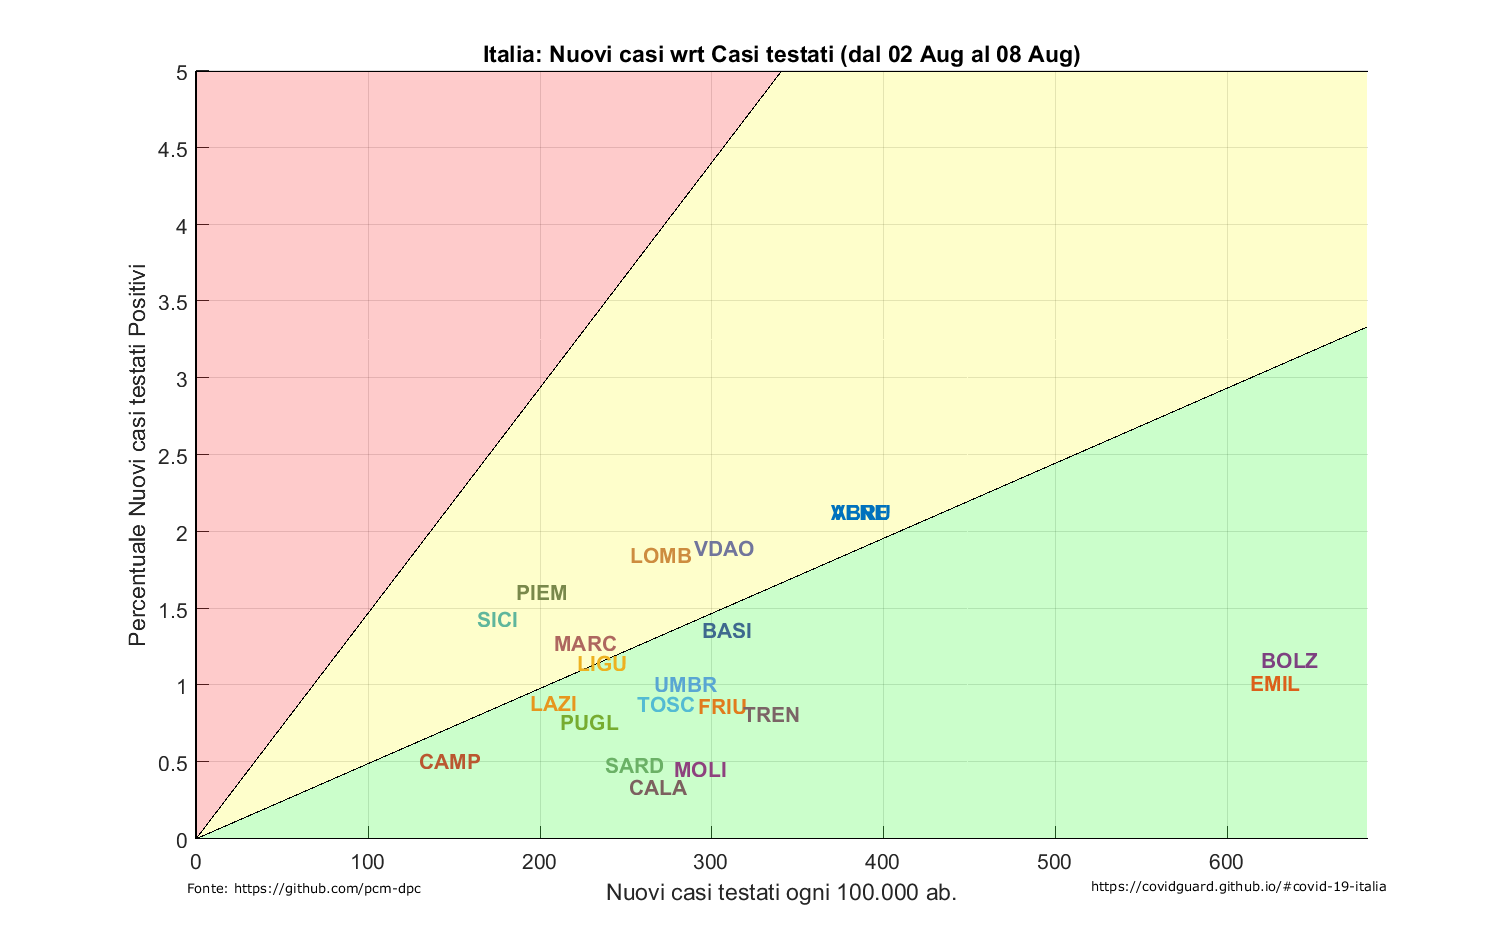 Italia: Nuovi casi wrt Casi testati (dal 02 Aug al 08 Aug)
5
4.5
4
3.5
3
2.5
2
1.5
1
0.5
0
Percentuale Nuovi casi testati Positivi
VDAO
LOMB
PIEM
SICI
BASI
MARC
LIGU
BOLZ
UMBR
EMIL
LAZI
TOSC
FRIU
TREN
PUGL
CAMP
SARD
MOLI
CALA
0
100
200
300
400
500
600
Nuovi casi testati ogni 100.000 ab.
Fonte: https://github.com/pcm-dpc
https://covidguard.github.io/#covid-19-italia